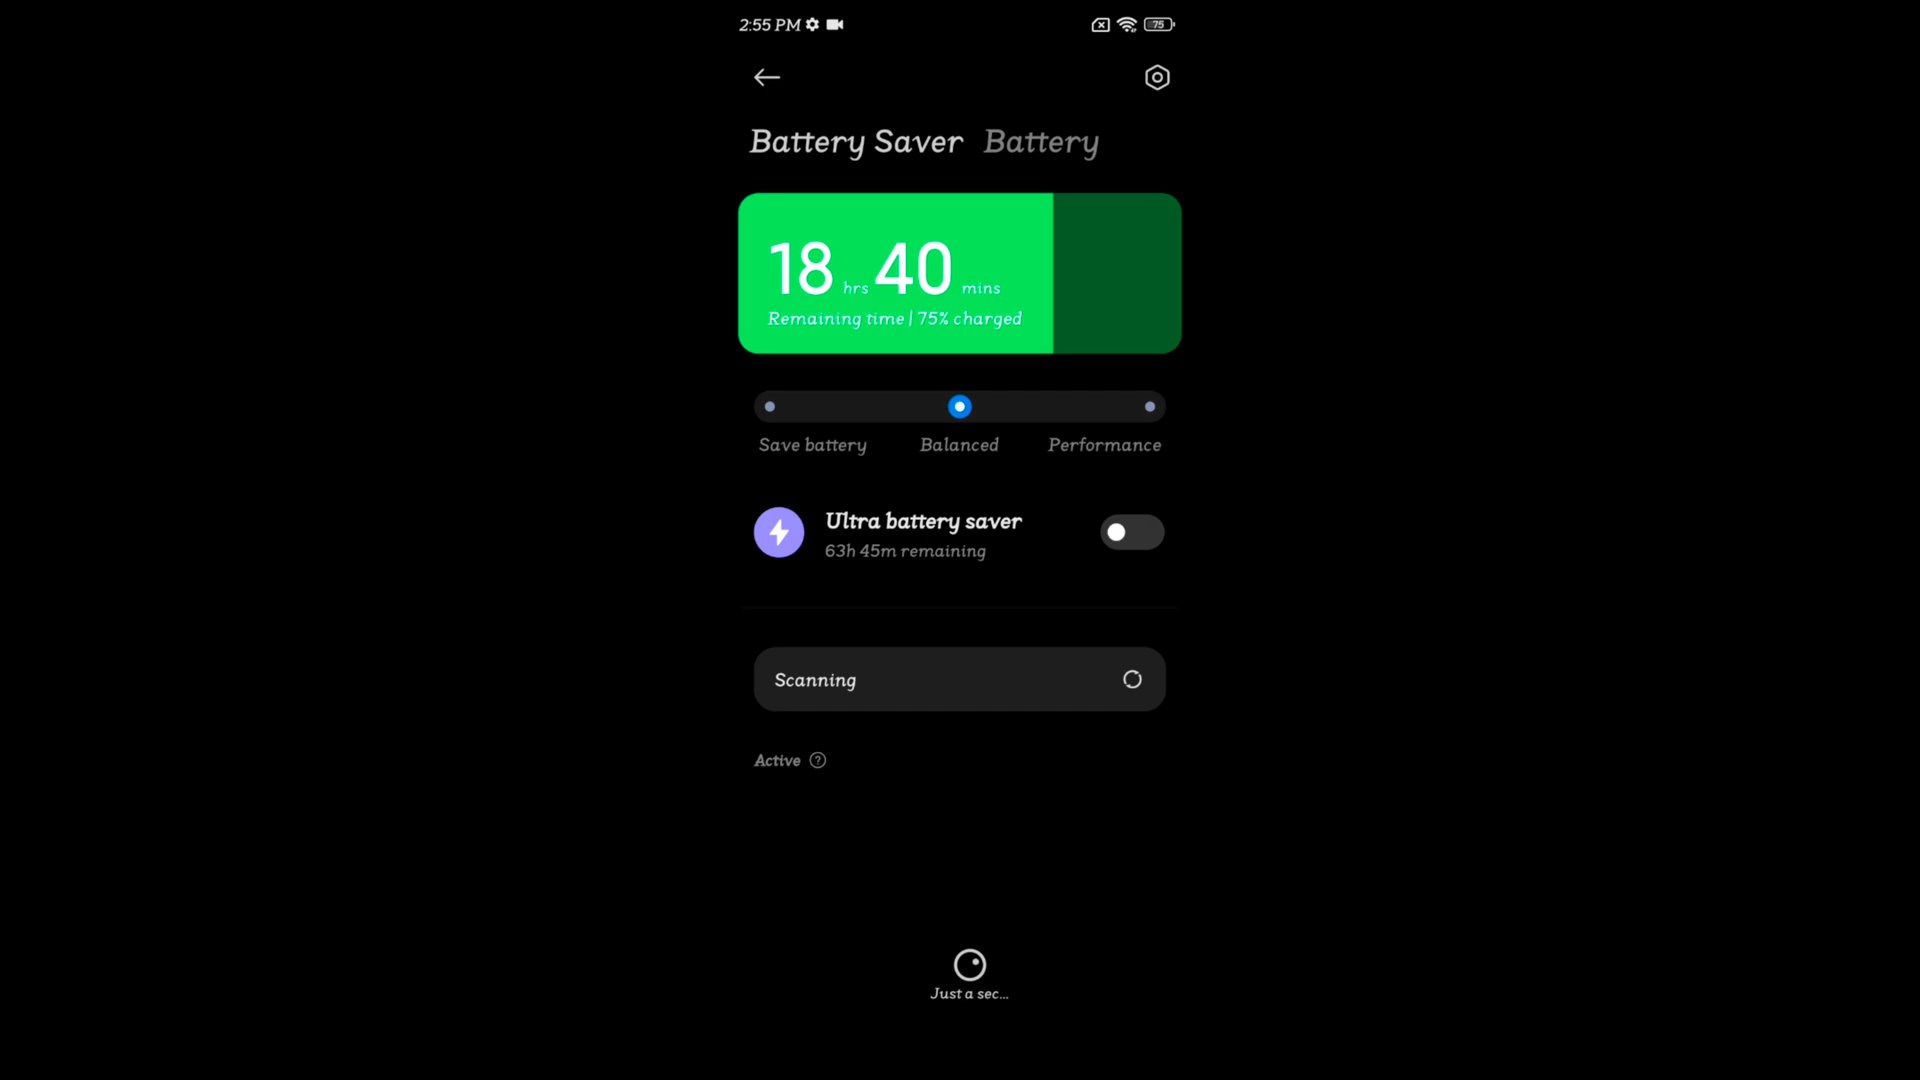 2:55 PM 75
Battery Saver Battery
18 hrs 40 mins
Remaining time | 75% charged
Save battery Balanced Performance
Ultra battery saver
63h 45m remaining
Scanning
Active ?
Just a sec...